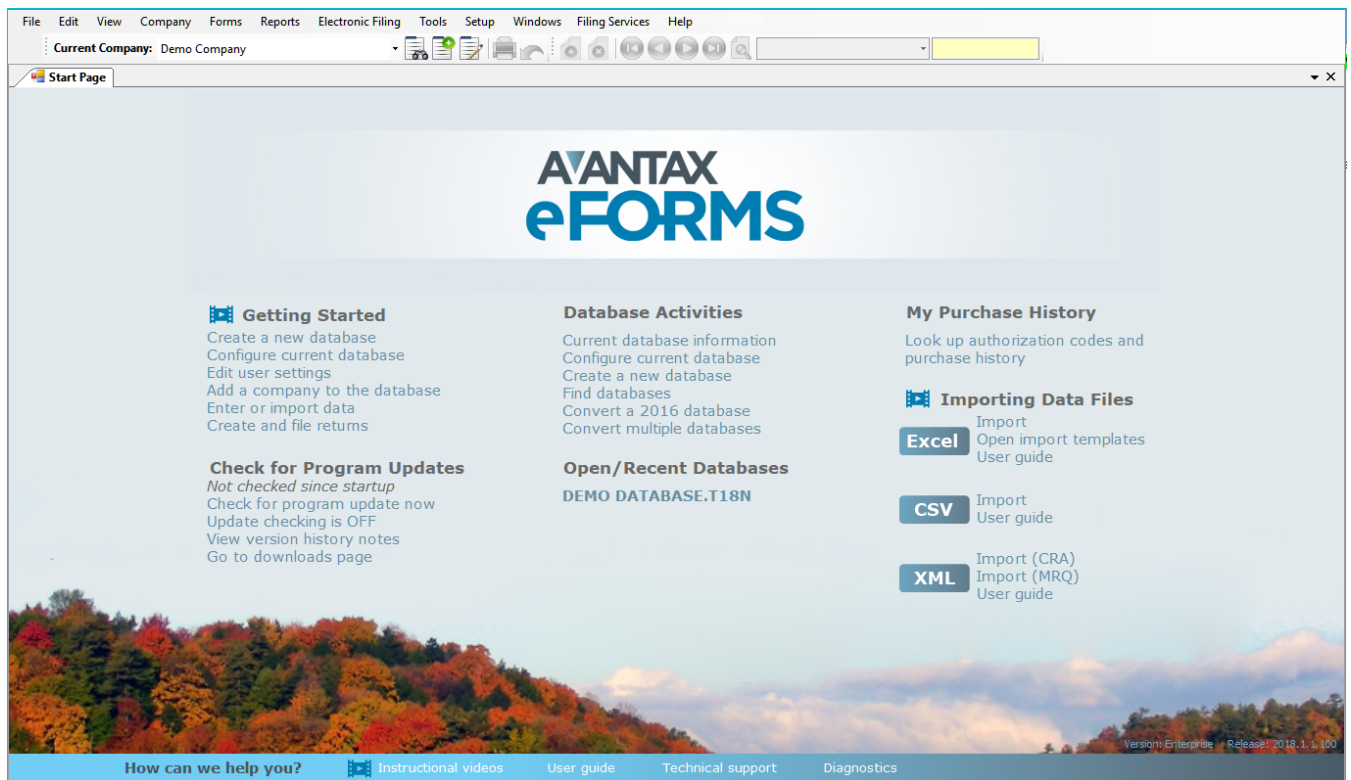 File Edit View Company Forms Reports Electronic Filing Tools Setup Windows Filing Services Help
Current Company: Demo Company
Start Page
AVANTAX
eFORMS
Getting Started
Create a new database
Configure current database
Edit user settings
Add a company to the database
Enter or import data
Create and file returns
Check for Program Updates
Not checked since startup
Check for program update now
Update checking is OFF
View version history notes
Go to downloads page
Database Activities
Current database information
Configure current database
Create a new database
Find databases
Convert a 2016 database
Convert multiple databases
Open/Recent Databases
DEMO DATABASE.T18N
My Purchase History
Look up authorization codes and
purchase history
Importing Data Files
Excel
Import
Open import templates
User guide
CSV
Import
User guide
XML
Import (CRA)
Import (MRQ)
User guide
Version: Enterprise Release: 2018.1.1.100
How can we help you? Instructional videos User guide Technical support Diagnostics